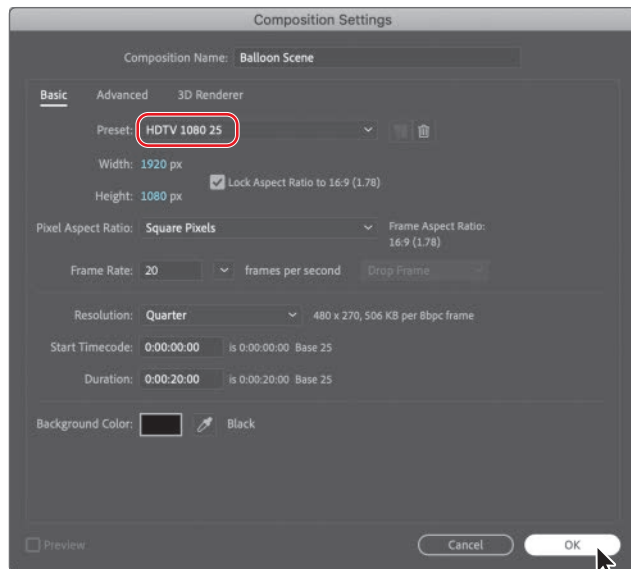 Composition Settings
Composition Name: Balloon Scene
Basic Advanced 3D Renderer
Preset: HDTV 1080 25
Width: 1920 px
Lock Aspect Ratio to 16:9 (1.78)
Height: 1080 px
Pixel Aspect Ratio: Square Pixels Frame Aspect Ratio:
16:9 (1.78)
Frame Rate: 20 frames per second Drop Frame
Resolution: Quarter 480 x 270, 506 KB per 8bpc frame
Start Timecode: 0:00:00:00 is 0:00:00:00 Base 25
Duration: 0:00:20:00 is 0:00:20:00 Base 25
Background Color: Black
Preview Cancel OK